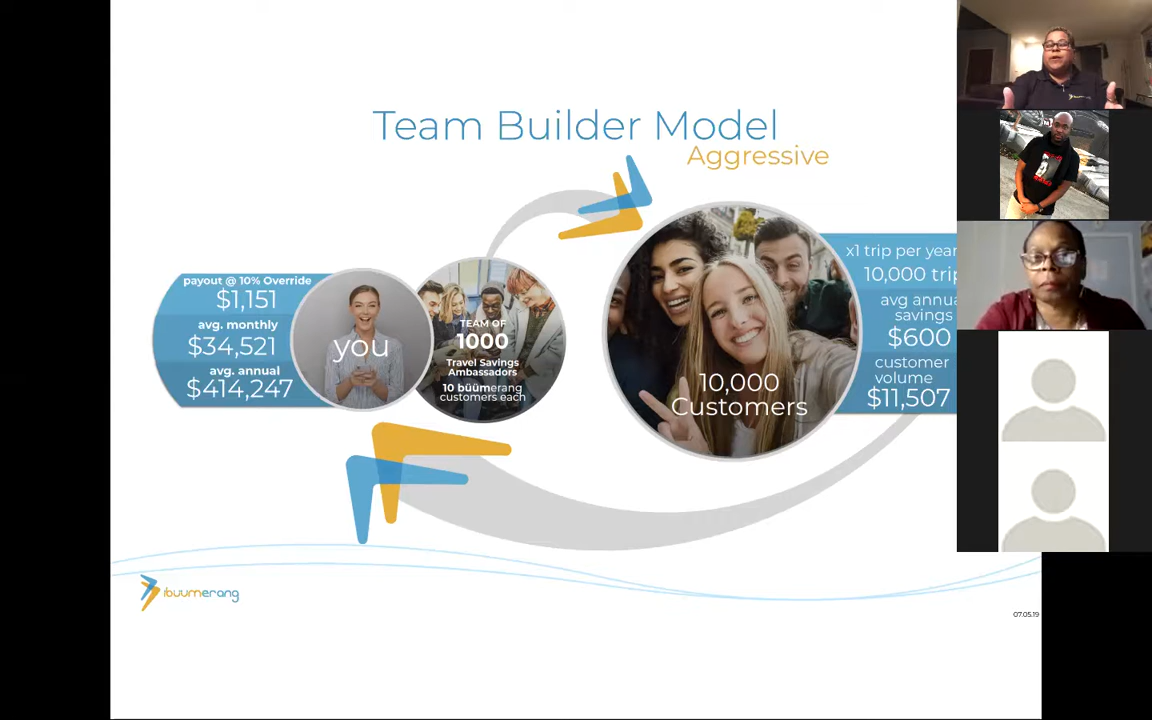 Team Builder Model
Aggressive
payout @ 10% Override
$1,151
avg. monthly
$34,521
avg. annual
$414,247
you
TEAM OF
1000
Travel Savings
Ambassadors
10 büümerang
customers each
10,000
Customers
x1 trip per year
10,000 trip
avg annua
savings
$600
customer
volume
$11,507
ibuumerang
07.05.19